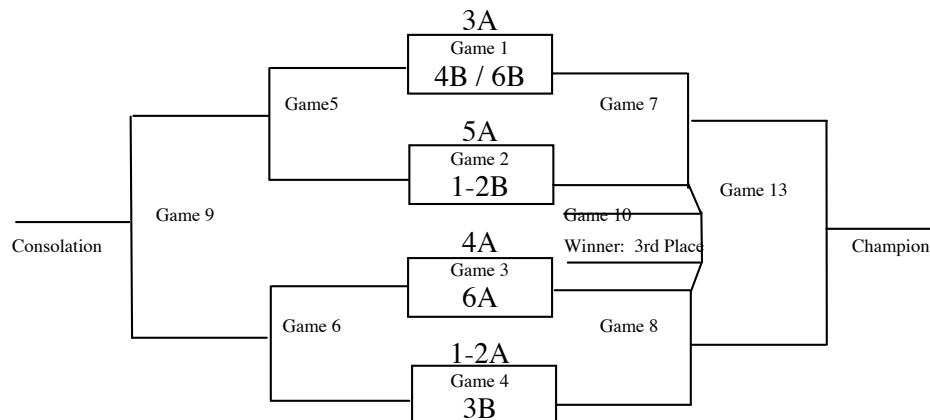 3A
Game 1
4B / 6B
Game5
Game 7
5A
Game 2
1-2B
Game 13
Game 9
Game 10
Consolation
4A
Winner: 3rd Place
Champion
Game 3
6A
Game 6
Game 8
1-2A
Game 4
3B